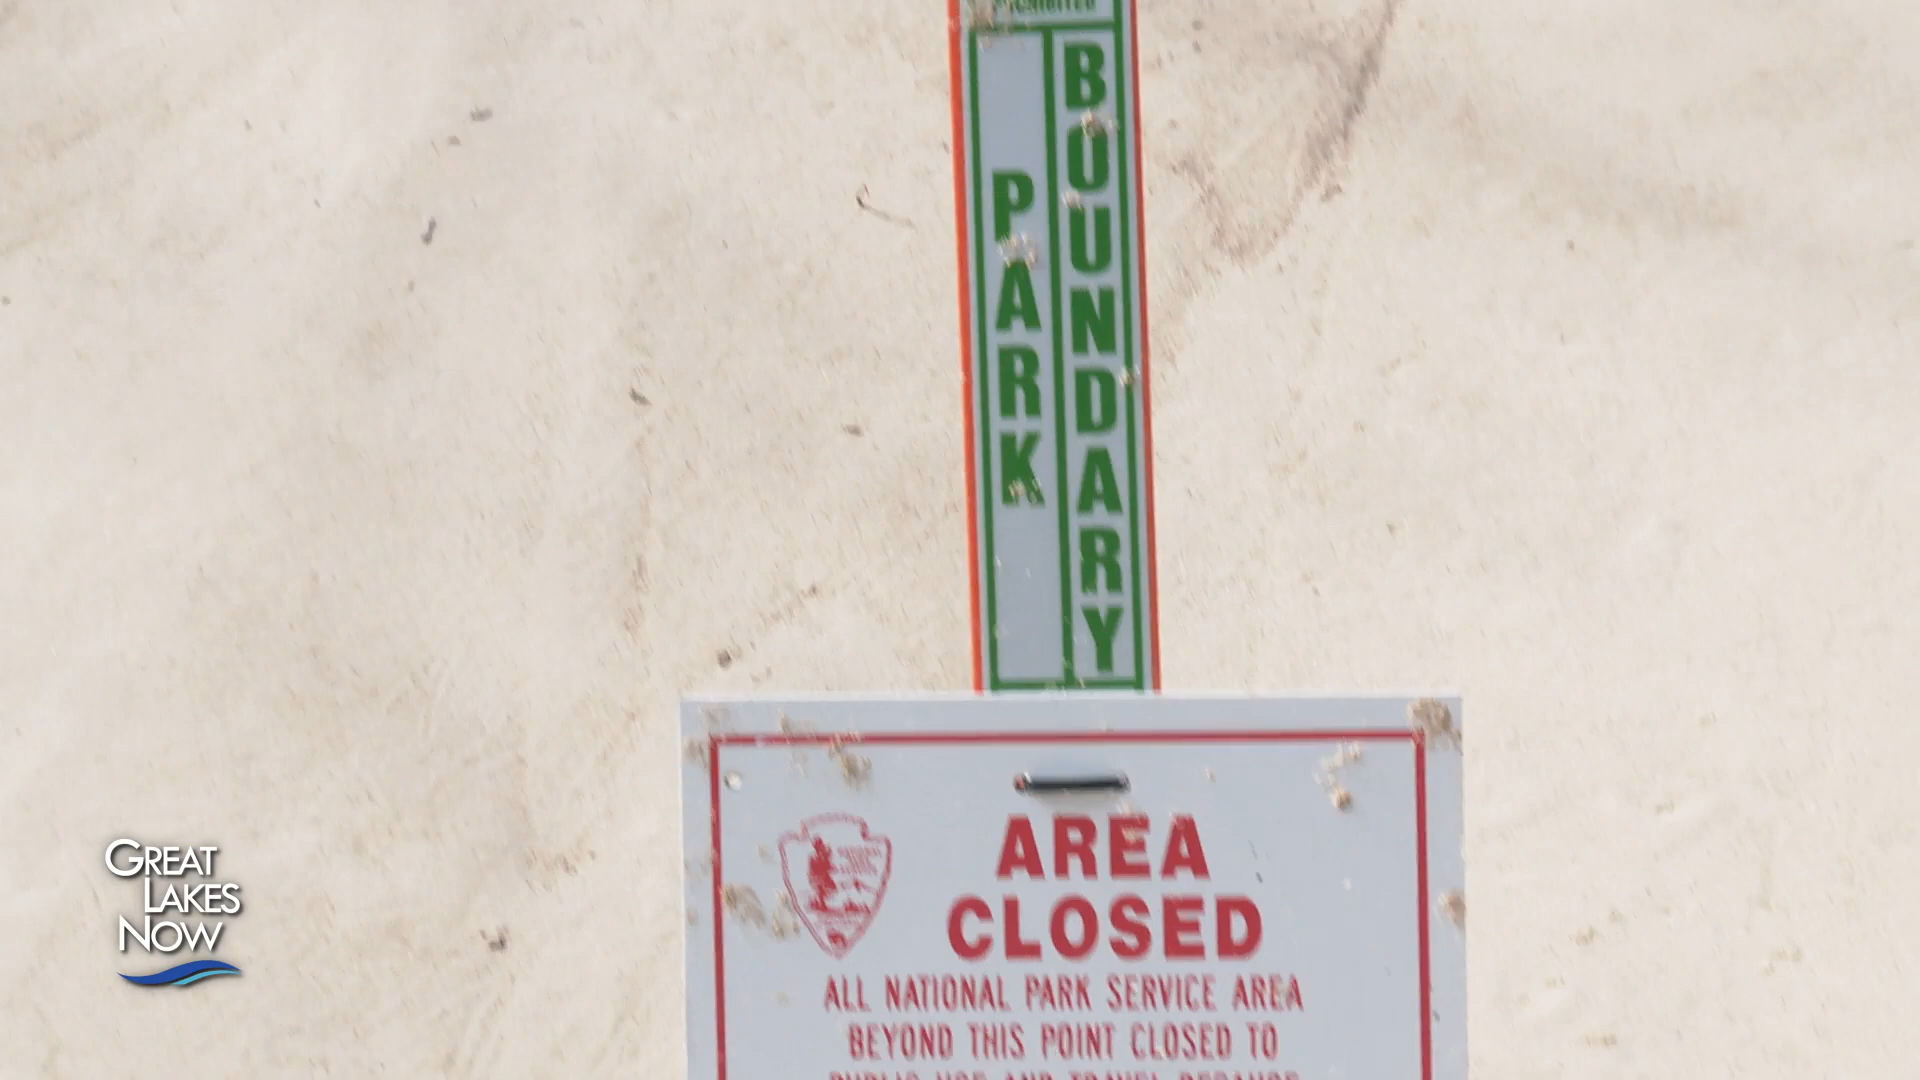 PARK
BOUNDARY
AREA
CLOSED
ALL NATIONAL PARK SERVICE AREA
BEYOND THIS POINT CLOSED TO
GREAT
LAKES
NOW